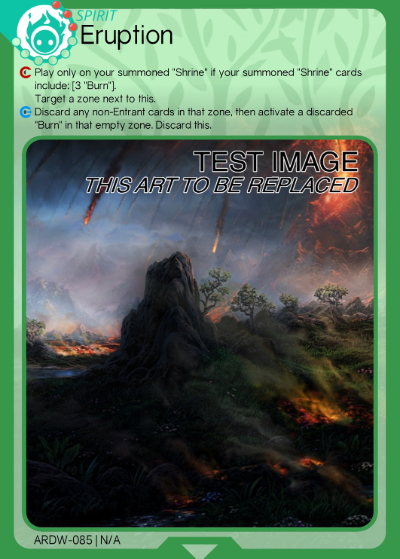 SPIRIT
Eruption
C Play only on your summoned "Shrine" if your summoned "Shrine" cards
include: [3 "Burn"].
Target a zone next to this.
C Discard any non-Entrant cards in that zone, then activate a discarded
"Burn" in that empty zone. Discard this.
TEST IMAGE
THIS ART TO BE REPLACED
ARDW-085 | N/A